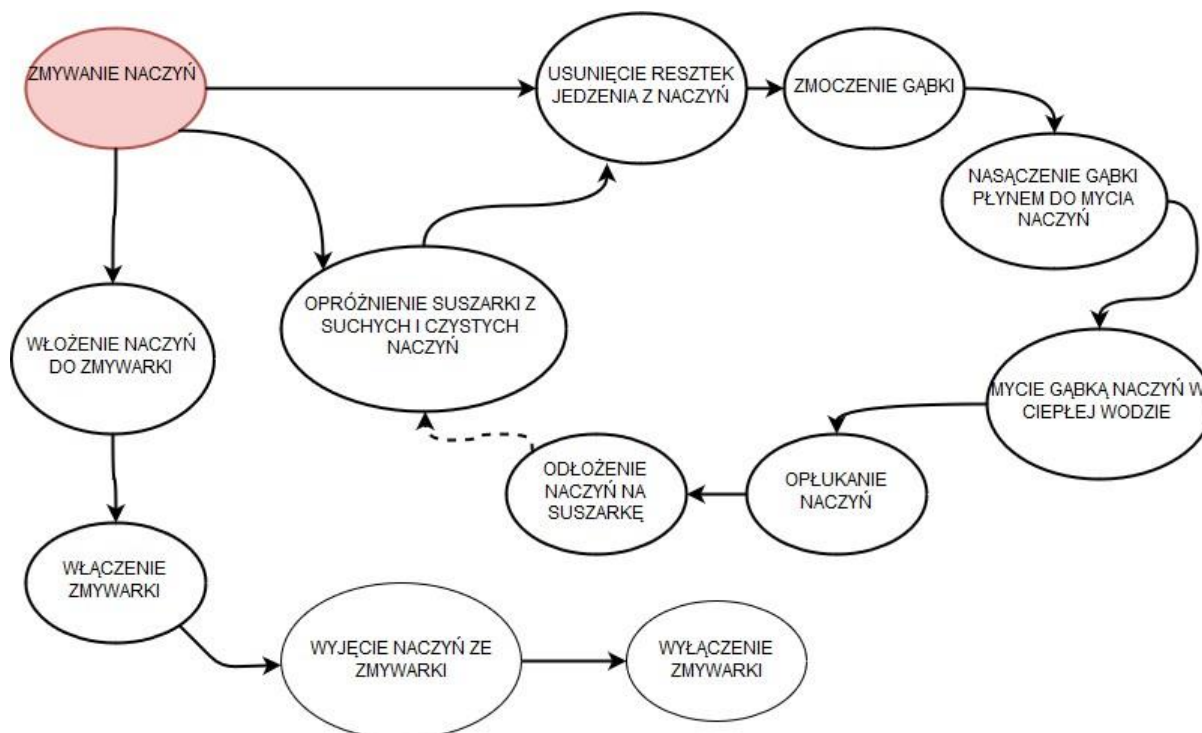 ZMYWANIE NACZYŃ
USUNIĘCIE RESZTEK
JEDZENIA Z NACZYŃ
ZMOCZENIE GĄBKI
NASĄCZENIE GĄBKI
PŁYNEM DO MYCIA
NACZYŃ
OPRÓŻNIENIE SUSZARKI Z
SUCHYCH I CZYSTYCH
NACZYŃ
WŁOŻENIE NACZYŃ
DO ZMYWARKI
MYCIE GĄBKĄ NACZYŃ W
CIEPŁEJ WODZIE
ODŁOŻENIE
NACZYŃ NA
SUSZARKĘ
OPŁUKANIE
NACZYŃ
WŁĄCZENIE
ZMYWARKI
WYJĘCIE NACZYŃ ZE
ZMYWARKI
WYŁĄCZENIE
ZMYWARKI